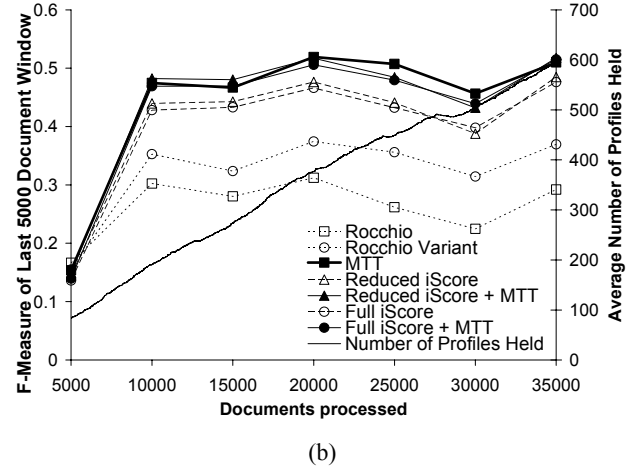 F-Measure of Last 5000 Document Window
0.6
0.5
0.4
0.3
0.2
0.1
0
700
600
500
400
300
200
100
0
Average Number of Profiles Held
Rocchio
Rocchio Variant
MTT
Reduced iScore
Reduced iScore + MTT
Full iScore
Full iScore + MTT
Number of Profiles Held
5000 10000 15000 20000 25000 30000 35000
Documents processed
(b)